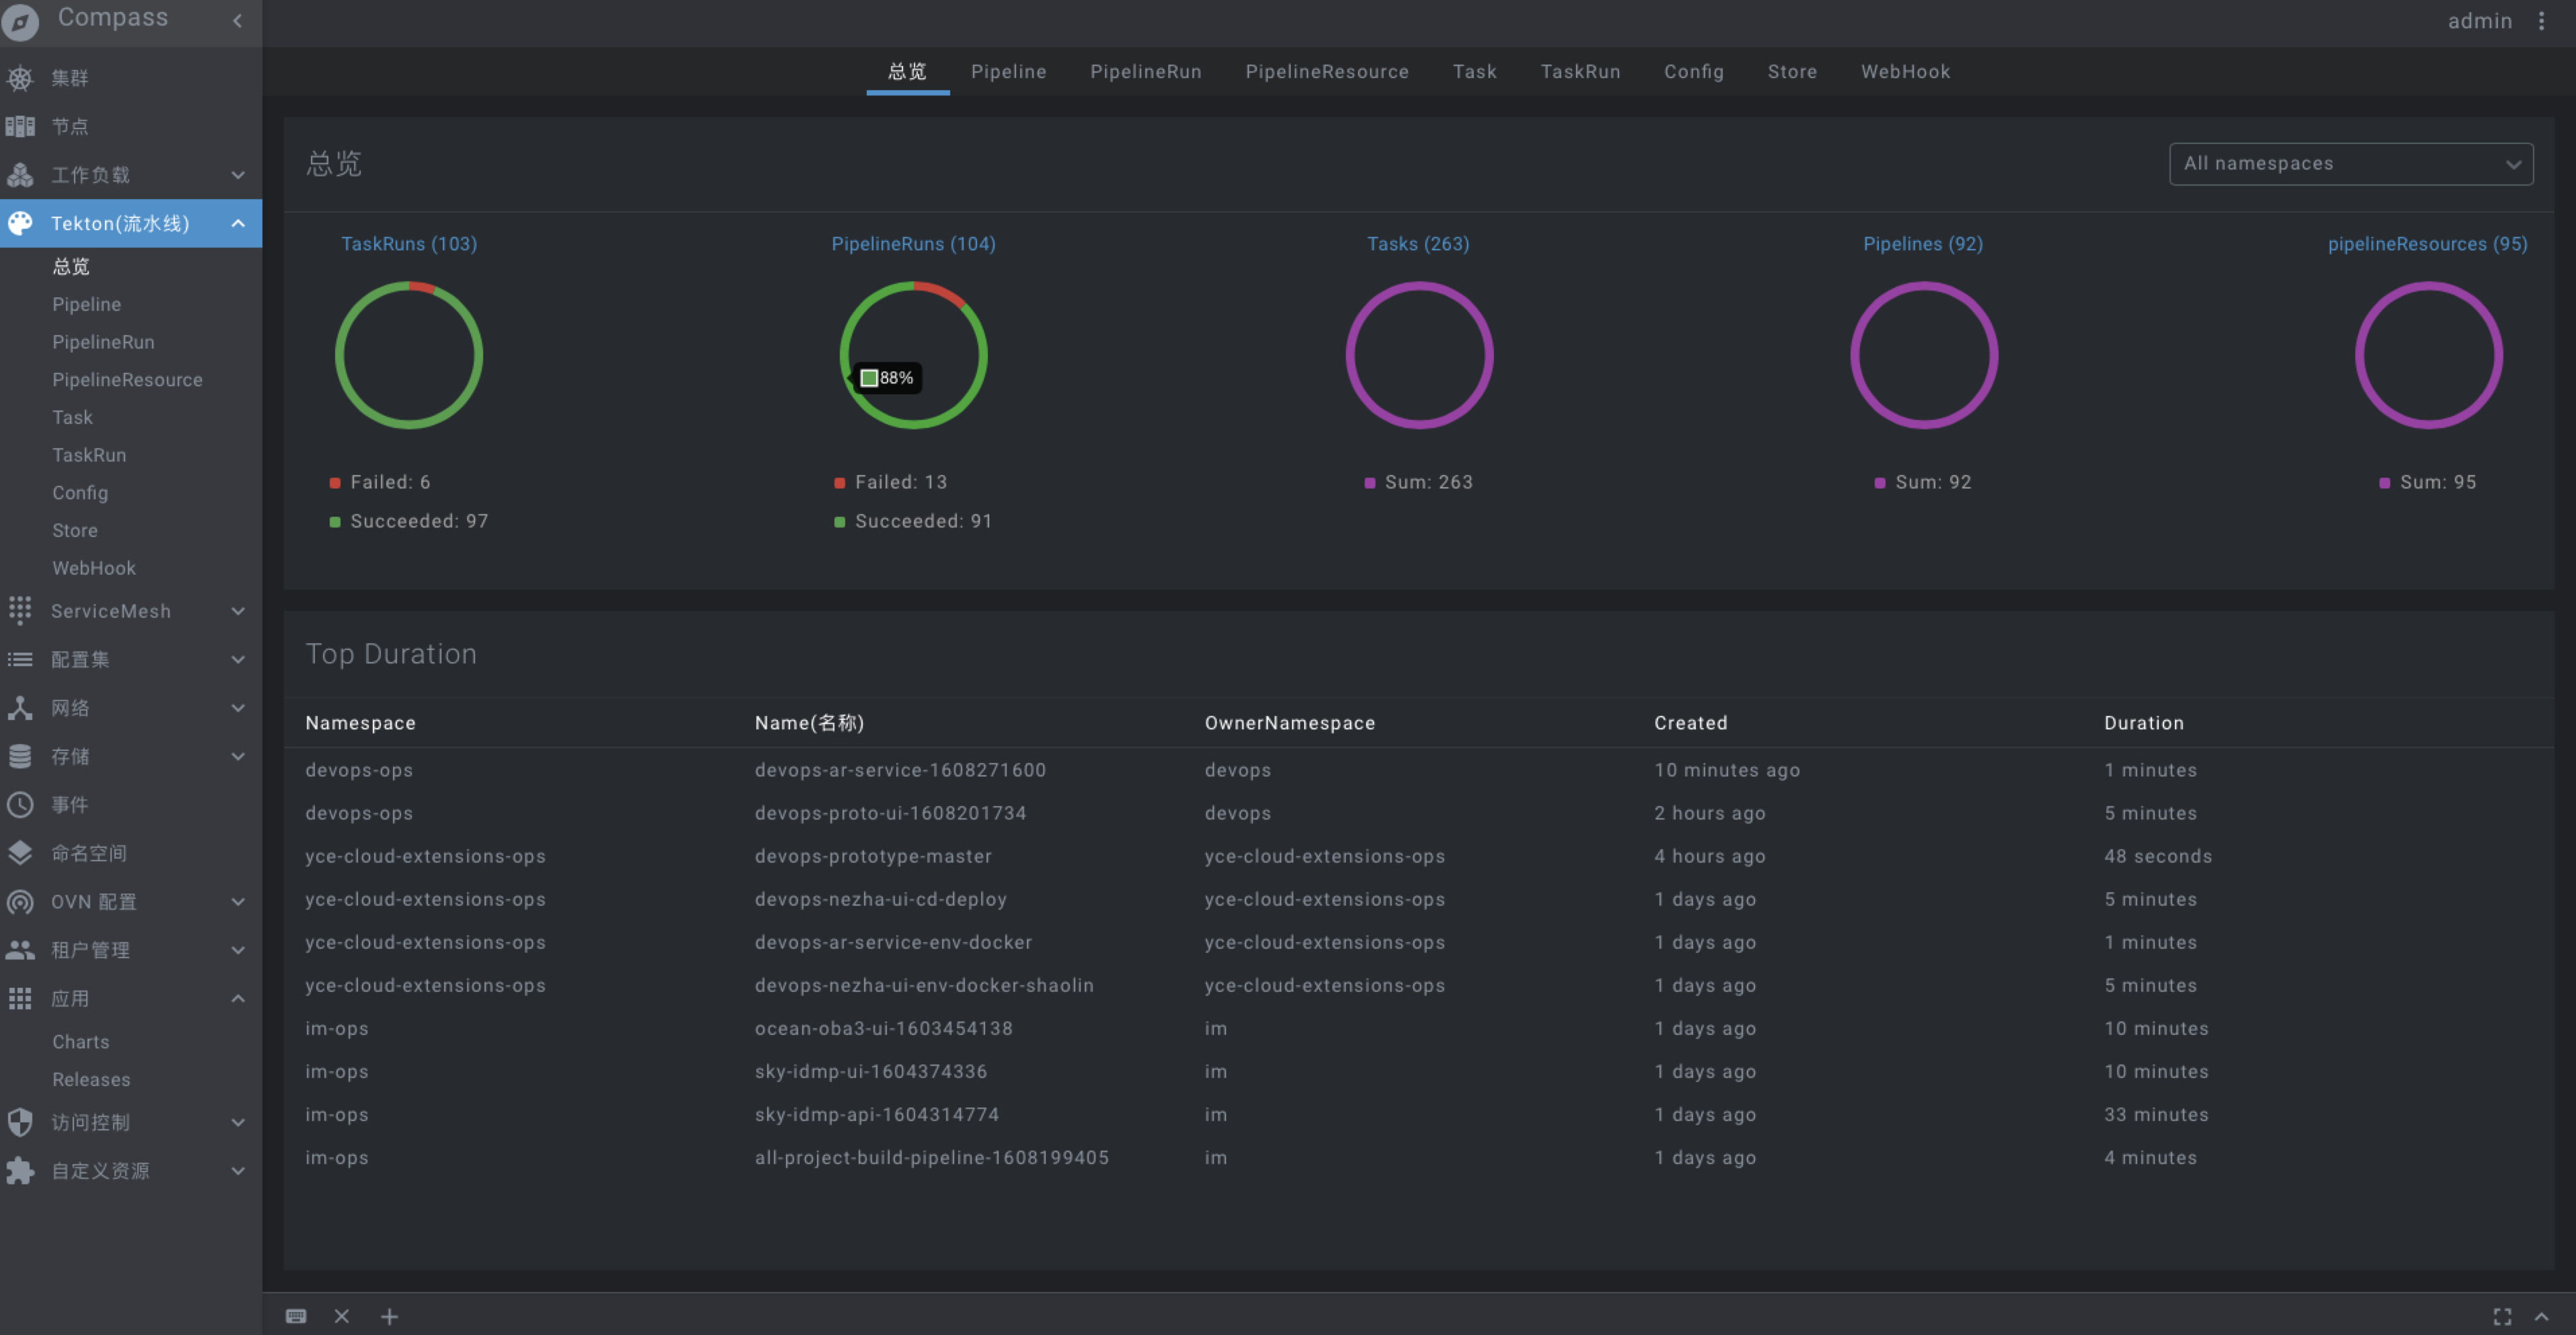 Compass
admin
集群
节点
工作负载
Tekton(流水线)
总览
Pipeline
PipelineRun
PipelineResource
Task
TaskRun
Config
Store
WebHook
ServiceMesh
配置集
网络
存储
事件
命名空间
OVN 配置
租户管理
应用
Charts
Releases
访问控制
自定义资源
总览 Pipeline PipelineRun PipelineResource Task TaskRun Config Store WebHook
总览
All namespaces
TaskRuns (103)
Failed: 6
Succeeded: 97
PipelineRuns (104)
88%
Failed: 13
Succeeded: 91
Tasks (263)
Sum: 263
Pipelines (92)
Sum: 92
pipelineResources (95)
Sum: 95
Top Duration
Namespace Name(名称) OwnerNamespace Created Duration
devops-ops devops-ar-service-1608271600 devops 10 minutes ago 1 minutes
devops-ops devops-proto-ui-1608201734 devops 2 hours ago 5 minutes
yce-cloud-extensions-ops devops-prototype-master yce-cloud-extensions-ops 4 hours ago 48 seconds
yce-cloud-extensions-ops devops-nezha-ui-cd-deploy yce-cloud-extensions-ops 1 days ago 5 minutes
yce-cloud-extensions-ops devops-ar-service-env-docker yce-cloud-extensions-ops 1 days ago 1 minutes
yce-cloud-extensions-ops devops-nezha-ui-env-docker-shaolin yce-cloud-extensions-ops 1 days ago 5 minutes
im-ops ocean-oba3-ui-1603454138 im 1 days ago 10 minutes
im-ops sky-idmp-ui-1604374336 im 1 days ago 10 minutes
im-ops sky-idmp-api-1604314774 im 1 days ago 33 minutes
im-ops all-project-build-pipeline-1608199405 im 1 days ago 4 minutes